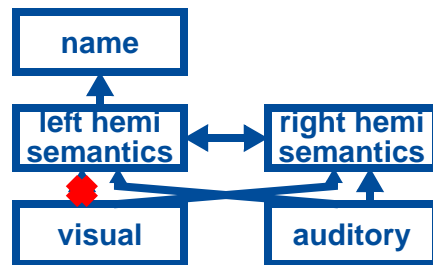 name
left hemi
semantics
right hemi
semantics
visual
auditory